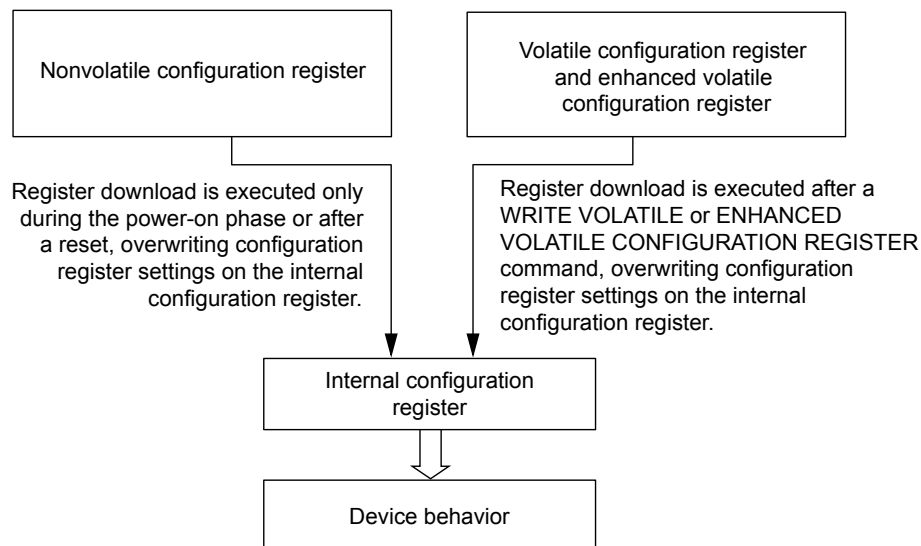 Nonvolatile configuration register
Volatile configuration register
and enhanced volatile
configuration register
Register download is executed only
during the power-on phase or after
a reset, overwriting configuration
register settings on the internal
configuration register.
Register download is executed after a
WRITE VOLATILE or ENHANCED
VOLATILE CONFIGURATION REGISTER
command, overwriting configuration
register settings on the internal
configuration register.
Internal configuration
register
Device behavior